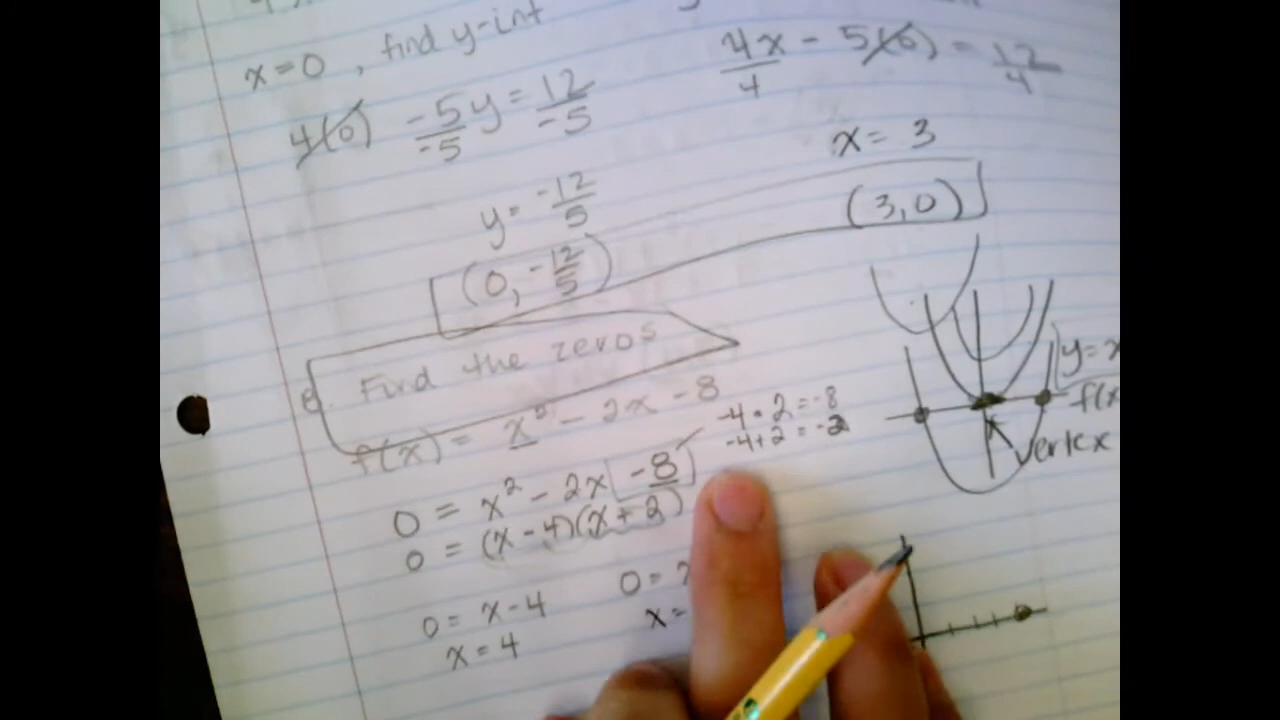 x = 0 , find y-int
4(0) -5/-5 y = 12/-5
y = -12/5
(0, -12/5)
4x/4 - 5(0) = 12/4
x = 3
(3,0)
Find the zeros
f(x) = x² - 2x - 8
-4 · 2 = -8
-4+2 = -2
0 = x² - 2x -8
0 = (x - 4)(x + 2)
0 = x - 4
x = 4
0 =
x =
y = x
f(x
Vertex